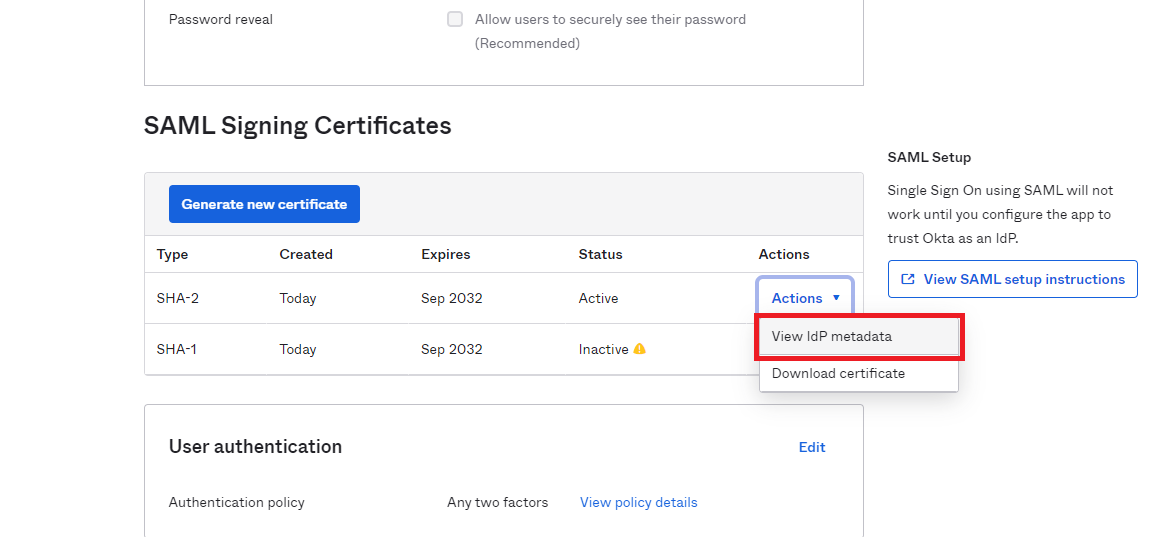 Password reveal
Allow users to securely see their password
(Recommended)
SAML Signing Certificates
SAML Setup
Single Sign On using SAML will not
work until you configure the app to
trust Okta as an IdP.
View SAML setup instructions
Generate new certificate
Type Created Expires Status Actions
SHA-2 Today Sep 2032 Active Actions
View IdP metadata
SHA-1 Today Sep 2032 Inactive
Download certificate
User authentication Edit
Authentication policy Any two factors View policy details